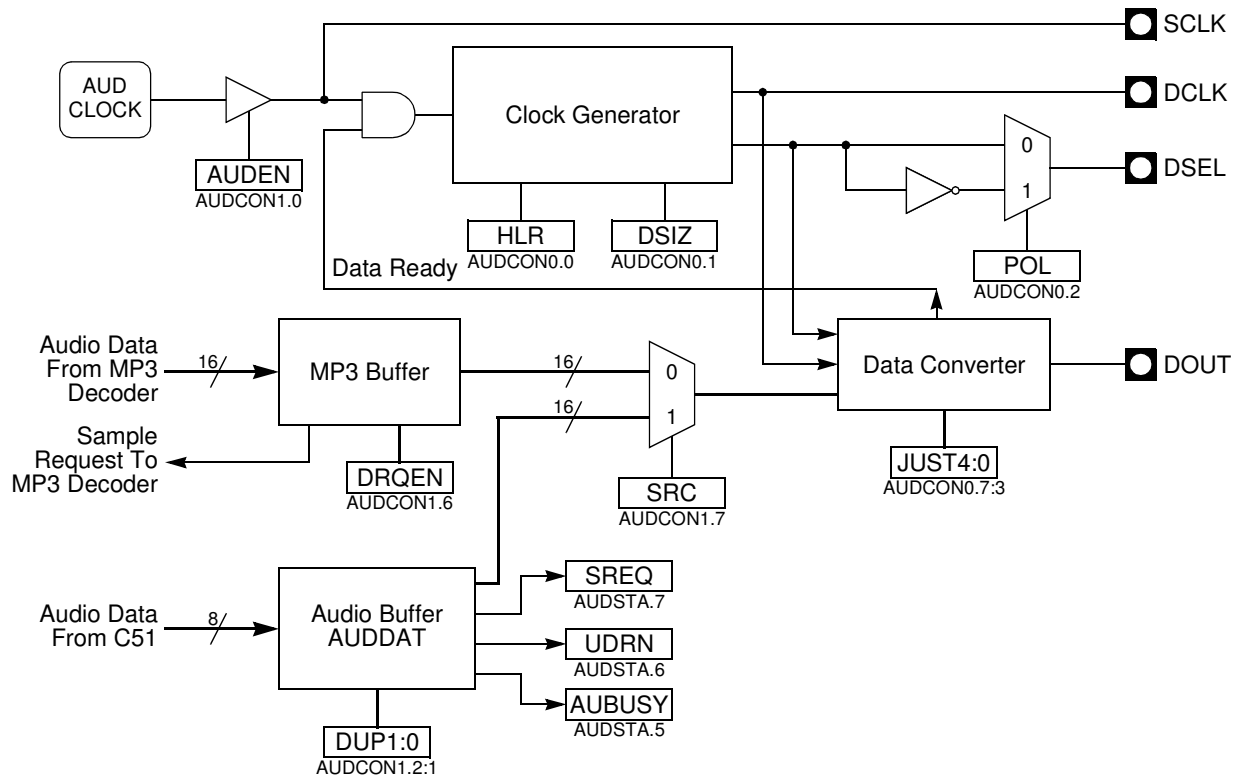 SCLK
AUD
CLOCK
Clock Generator
DCLK
0
DSEL
1
AUDEN
AUDCON1.0
HLR
AUDCON0.0
DSIZ
AUDCON0.1
POL
AUDCON0.2
Data Ready
Audio Data
From MP3
Decoder
16
MP3 Buffer
16
0
16
1
Data Converter
DOUT
Sample
Request To
MP3 Decoder
DRQEN
AUDCON1.6
SRC
AUDCON1.7
JUST4:0
AUDCON0.7:3
Audio Data
From C51
8
Audio Buffer
AUDDAT
SREQ
AUDSTA.7
UDRN
AUDSTA.6
AUBUSY
AUDSTA.5
DUP1:0
AUDCON1.2:1